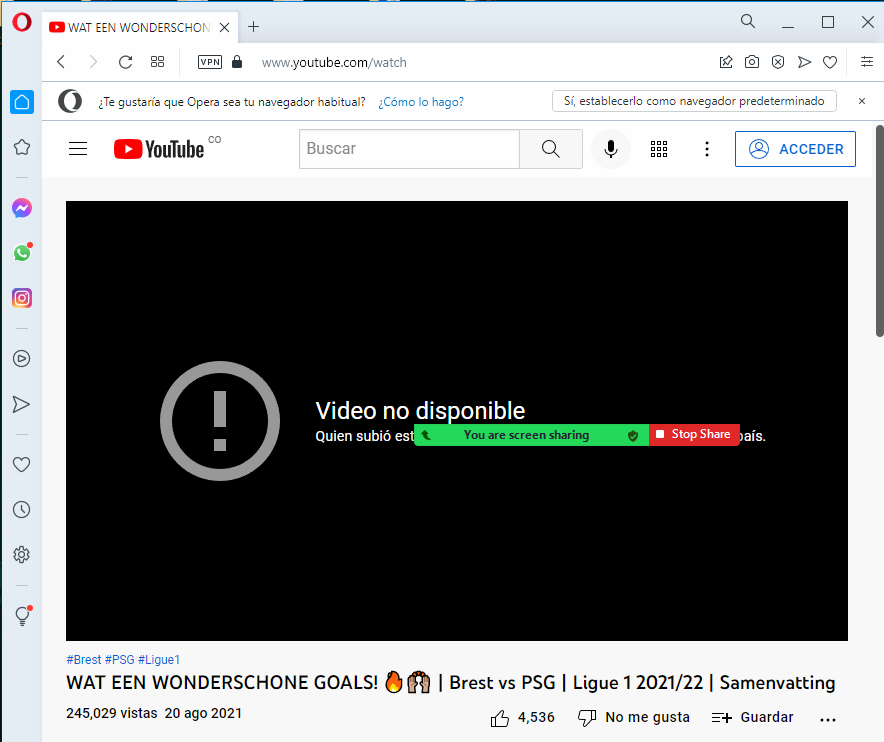 WAT EEN WONDERSCHON
VPN
www.youtube.com/watch
¿Te gustaría que Opera sea tu navegador habitual? ¿Cómo lo hago? Sí, establecerlo como navegador predeterminado
YouTube CO
Buscar
ACCEDER
Video no disponible
Quien subió est
You are screen sharing
Stop Share
país.
#Brest #PSG #Ligue1
WAT EEN WONDERSCHONE GOALS! 🔥🙌🏽 | Brest vs PSG | Ligue 1 2021/22 | Samenvatting
245,029 vistas 20 ago 2021
4,536 No me gusta Guardar